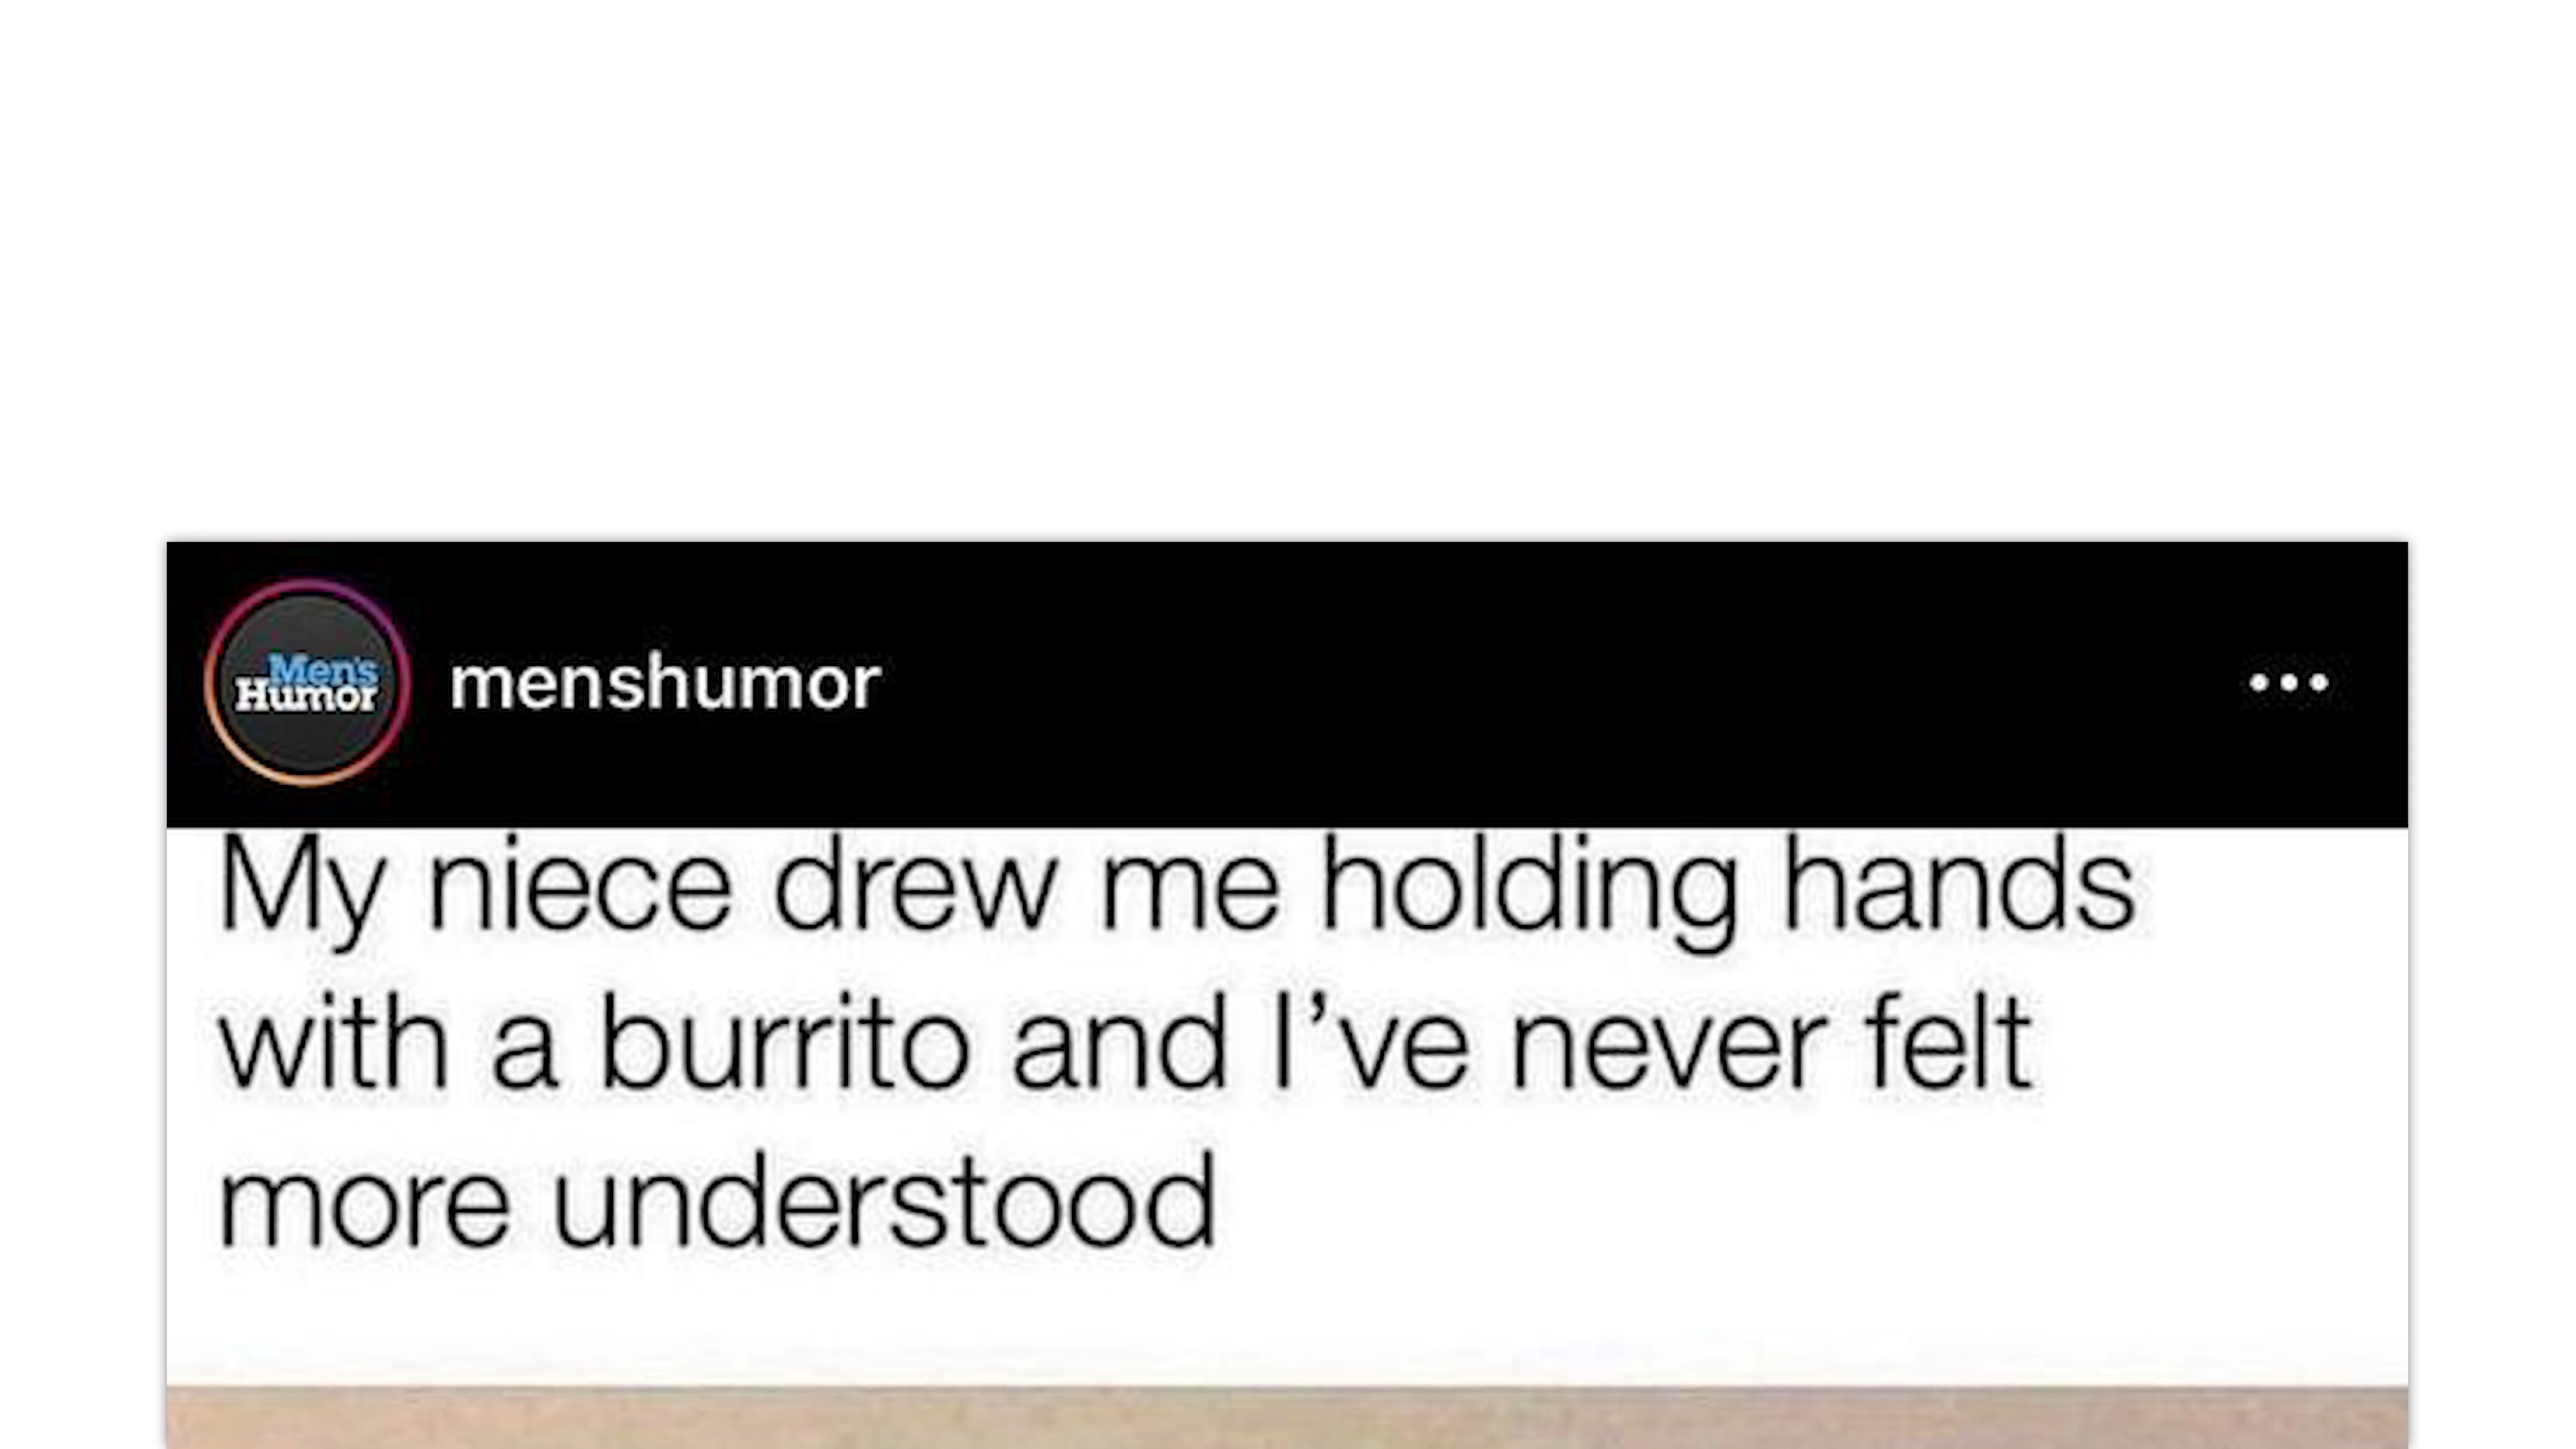 Men's
Humor
menshumor
My niece drew me holding hands
with a burrito and I’ve never felt
more understood